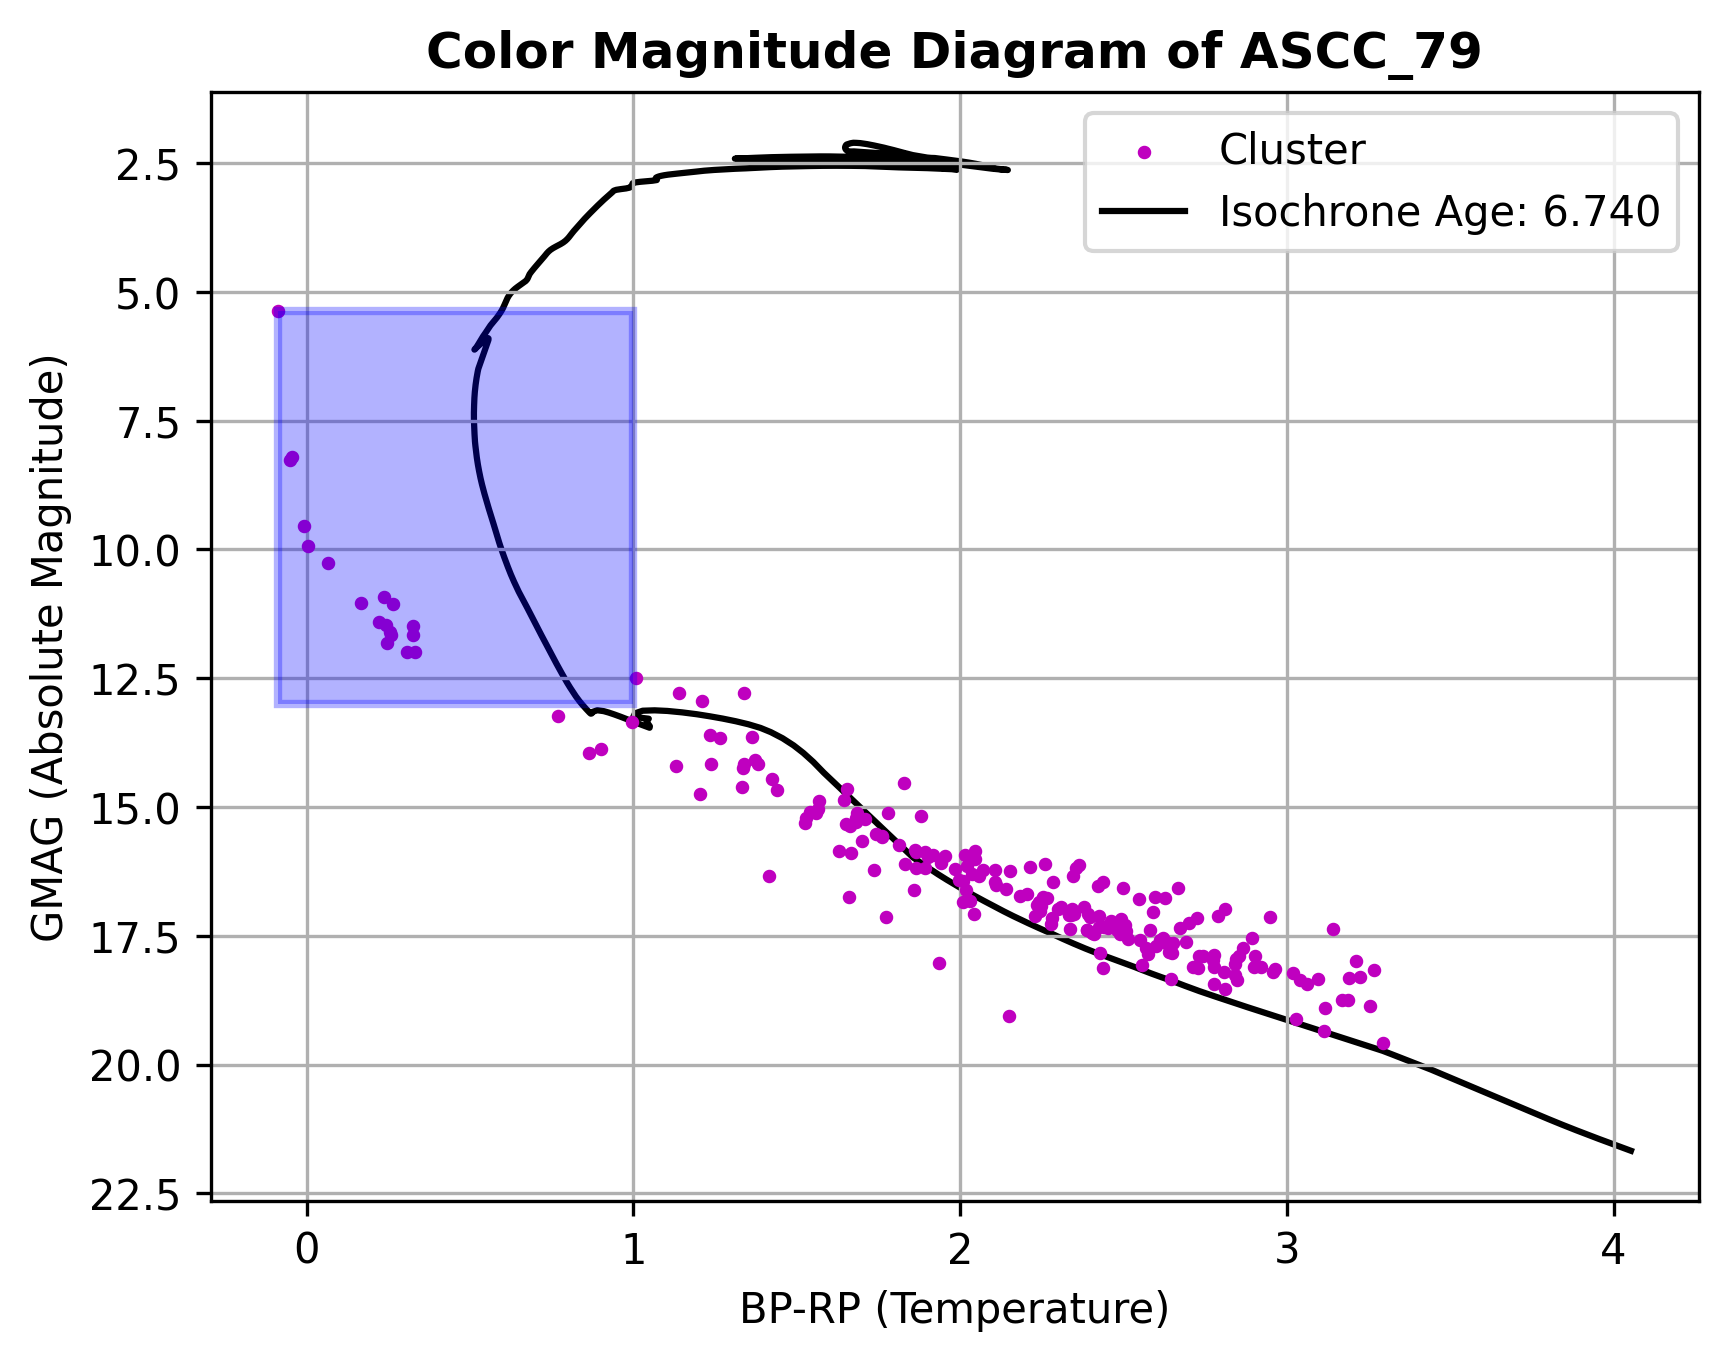 Color Magnitude Diagram of ASCC_79
Cluster
Isochrone Age: 6.740
GMAG (Absolute Magnitude)
2.5
5.0
7.5
10.0
12.5
15.0
17.5
20.0
22.5
0 1 2 3 4
BP-RP (Temperature)